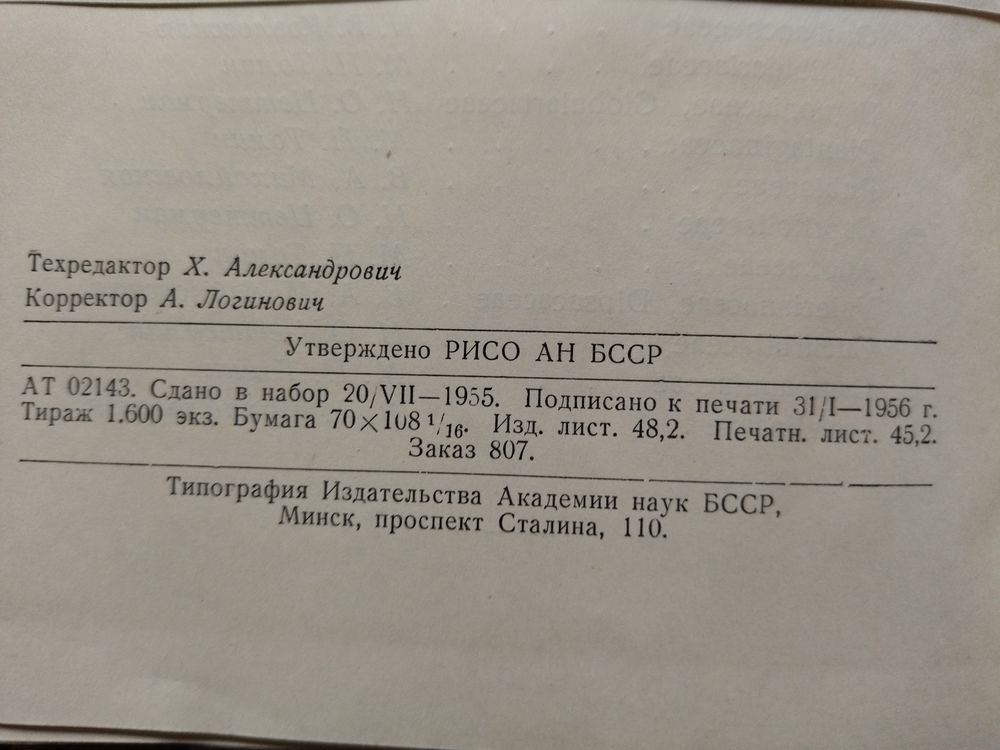 Техредактор Х. Александрович
Корректор А. Логинович
Утверждено РИСО АН БССР
АТ 02143. Сдано в набор 20/VII—1955. Подписано к печати 31/I—1956 г.
Тираж 1.600 экз. Бумага 70×108 1/16. Изд. лист. 48,2. Печатн. лист. 45,2.
Заказ 807.
Типография Издательства Академии наук БССР,
Минск, проспект Сталина, 110.